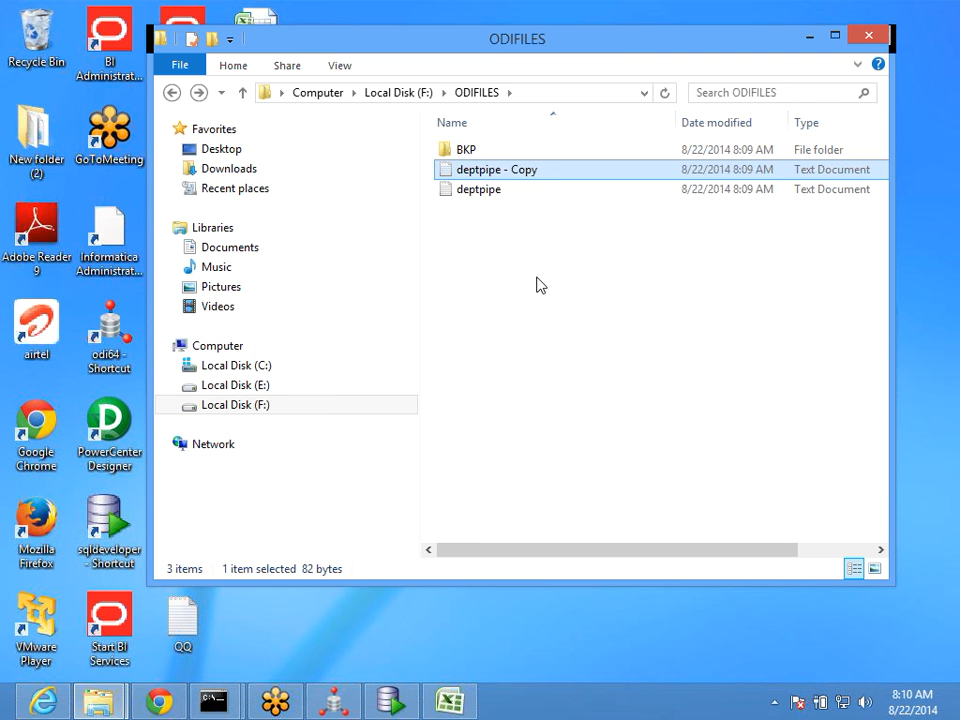 ODIFILES
File
Home
Share
View
Computer
Local Disk (F:)
ODIFILES
Search ODIFILES
Name
Date modified
Type
BKP
8/22/2014 8:09 AM
File folder
deptpipe - Copy
8/22/2014 8:09 AM
Text Document
deptpipe
8/22/2014 8:09 AM
Text Document
Favorites
Desktop
Downloads
Recent places
Libraries
Documents
Music
Pictures
Videos
Computer
Local Disk (C:)
Local Disk (E:)
Local Disk (F:)
Network
3 items
1 item selected 82 bytes
Recycle Bin
BI
Administrat...
New folder
(2)
GoToMeeting
Adobe Reader
9
Informatica
Administrat...
airtel
odi64 -
Shortcut
Google
Chrome
PowerCenter
Designer
Mozilla
Firefox
sqldeveloper
- Shortcut
VMware
Player
Start BI
Services
QQ
8:10 AM
8/22/2014